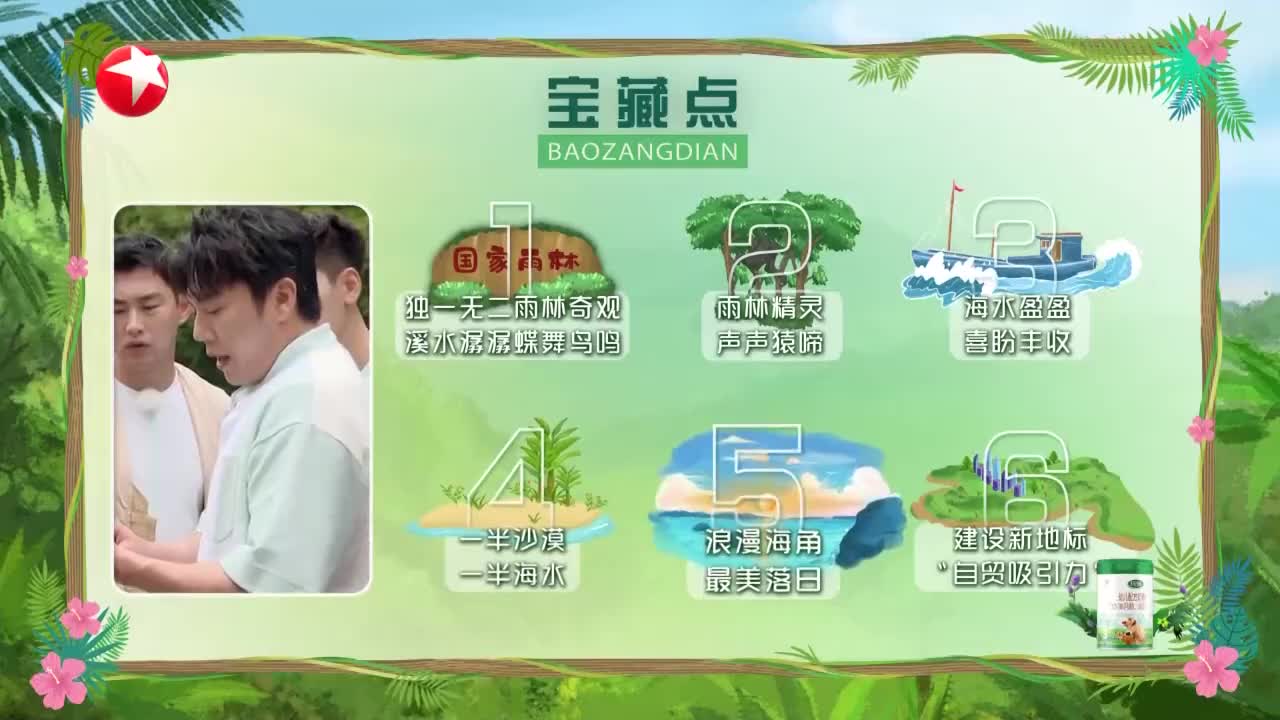 宝藏点
BAOZANGDIAN
1
国家雨林
独一无二雨林奇观
溪水潺潺蝶舞鸟鸣
2
雨林精灵
声声猿啼
3
海水盈盈
喜盼丰收
4
一半沙漠
一半海水
5
浪漫海角
最美落日
6
建设新地标
“自贸吸引力”